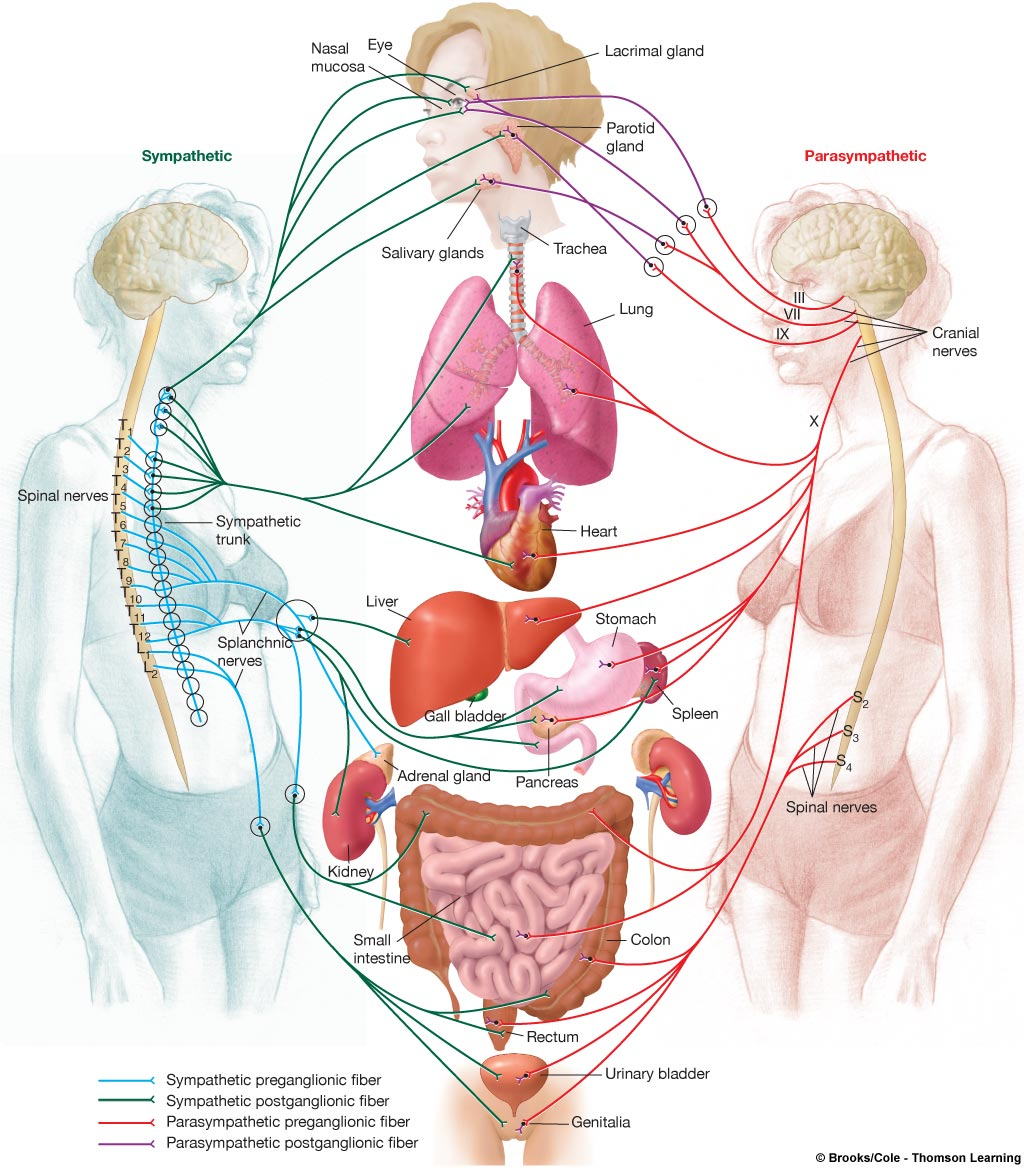 Nasal
mucosa
Eye
Lacrimal gland
Parotid
gland
Sympathetic
Parasympathetic
Salivary glands
Trachea
Lung
III
VII
IX
Cranial
nerves
X
T1
T2
T3
T4
T5
T6
T7
T8
T9
T10
T11
T12
L1
L2
Spinal nerves
Sympathetic
trunk
Heart
Liver
Stomach
Splanchnic
nerves
Gall bladder
Spleen
S2
S3
S4
Adrenal gland
Pancreas
Spinal nerves
Kidney
Small
intestine
Colon
Rectum
Urinary bladder
Genitalia
Sympathetic preganglionic fiber
Sympathetic postganglionic fiber
Parasympathetic preganglionic fiber
Parasympathetic postganglionic fiber
© Brooks/Cole - Thomson Learning